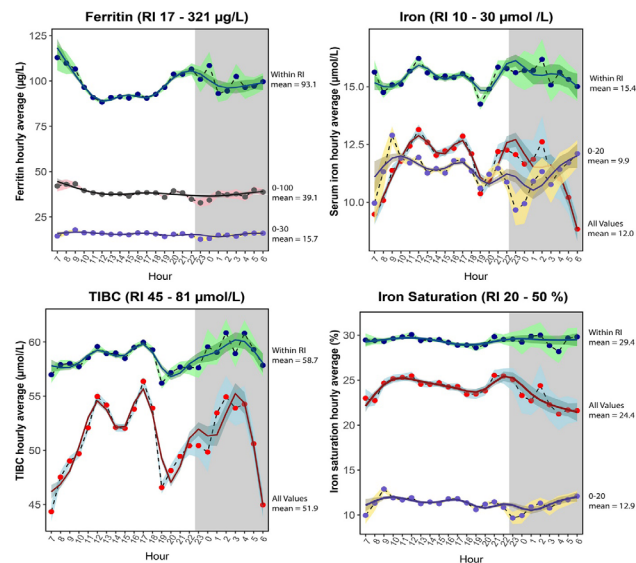 Ferritin (RI 17 - 321 µg/L)
Ferritin hourly average (µg/L)
125
100
75
50
25
Within RI
mean = 93.1
0-100
mean = 39.1
0-30
mean = 15.7
7 8 9 10 11 12 13 14 15 16 17 18 19 20 21 22 23 0 1 2 3 4 5 6
Hour
Iron (RI 10 - 30 µmol /L)
Serum iron hourly average (µmol/L)
15.0
12.5
10.0
Within RI
mean = 15.4
0-20
mean = 9.9
All Values
mean = 12.0
7 8 9 10 11 12 13 14 15 16 17 18 19 20 21 22 23 0 1 2 3 4 5 6
Hour
TIBC (RI 45 - 81 µmol/L)
TIBC hourly average (µmol/L)
60
55
50
45
Within RI
mean = 58.7
All Values
mean = 51.9
7 8 9 10 11 12 13 14 15 16 17 18 19 20 21 22 23 0 1 2 3 4 5 6
Hour
Iron Saturation (RI 20 - 50 %)
Iron saturation hourly average (%)
30
25
20
15
10
Within RI
mean = 29.4
All Values
mean = 24.4
0-20
mean = 12.9
7 8 9 10 11 12 13 14 15 16 17 18 19 20 21 22 23 0 1 2 3 4 5 6
Hour